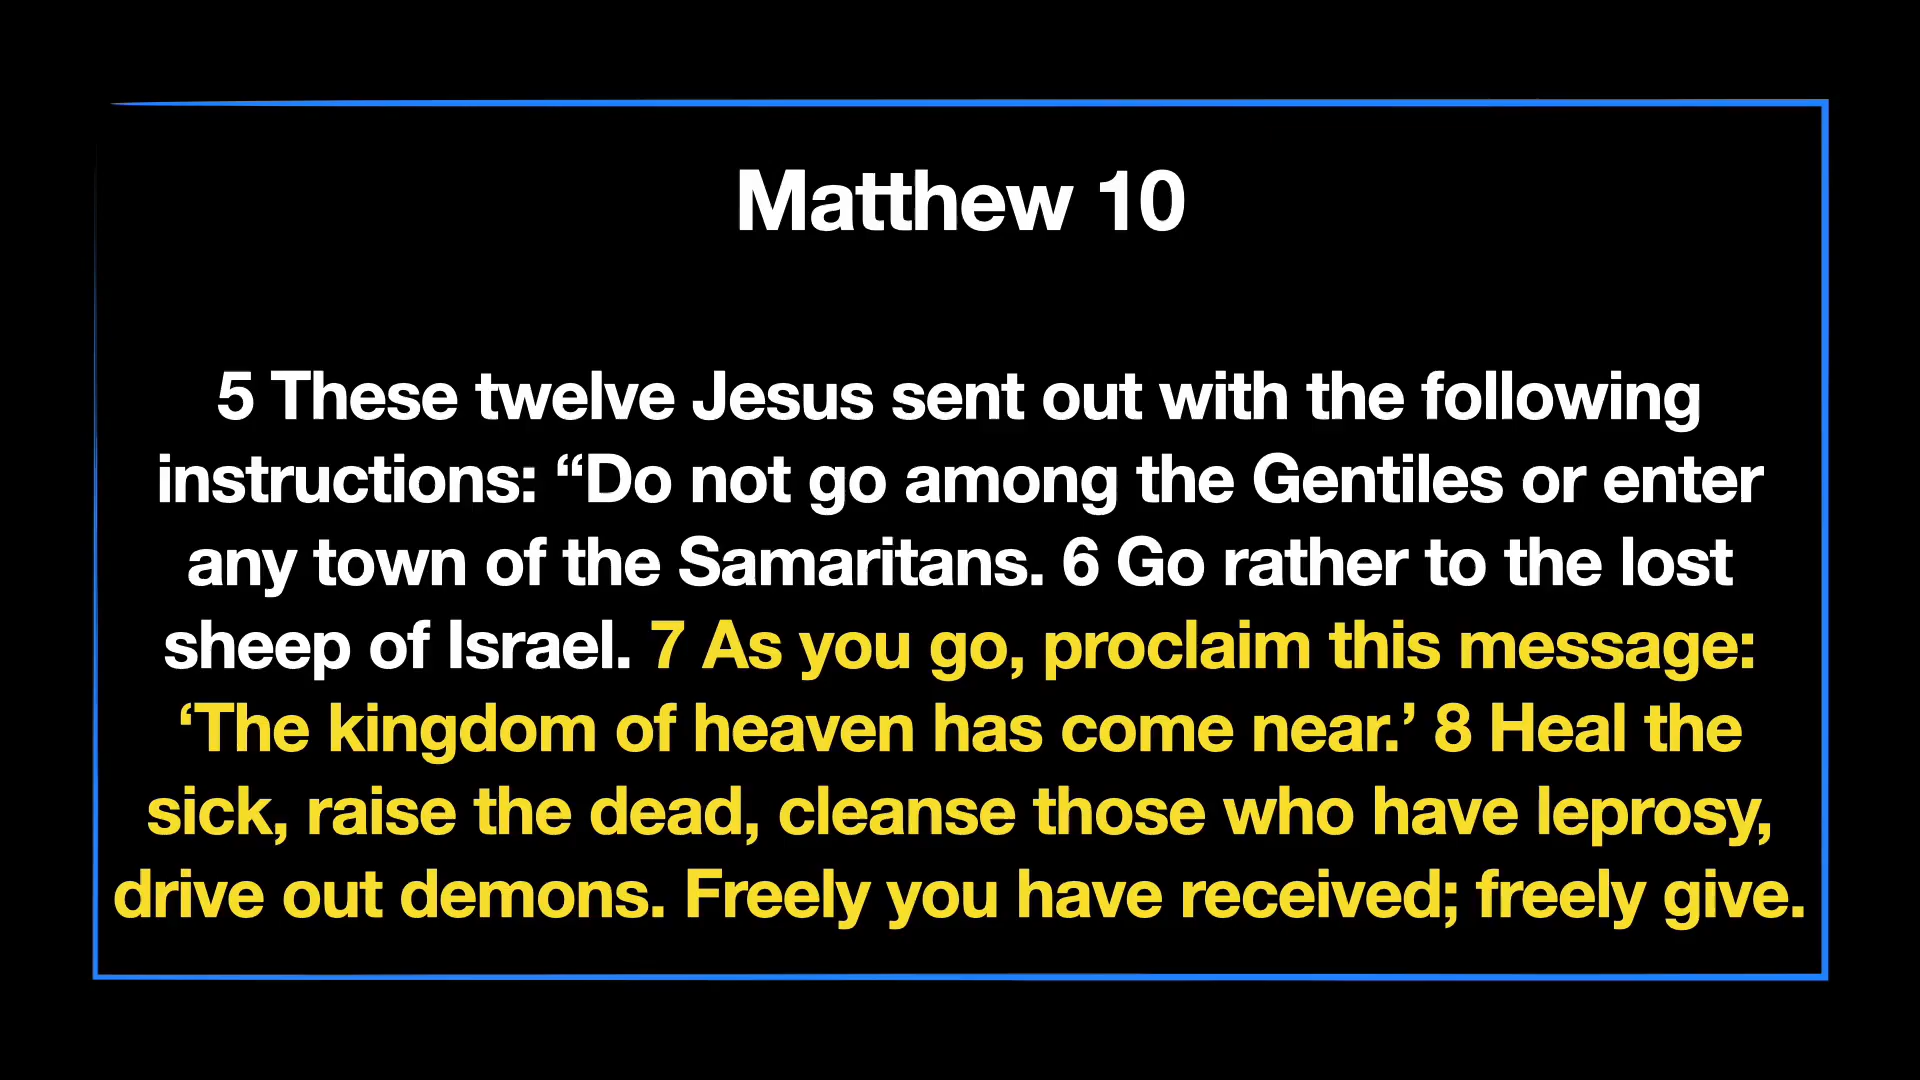 Matthew 10
5 These twelve Jesus sent out with the following
instructions: “Do not go among the Gentiles or enter
any town of the Samaritans. 6 Go rather to the lost
sheep of Israel. 7 As you go, proclaim this message:
‘The kingdom of heaven has come near.’ 8 Heal the
sick, raise the dead, cleanse those who have leprosy,
drive out demons. Freely you have received; freely give.